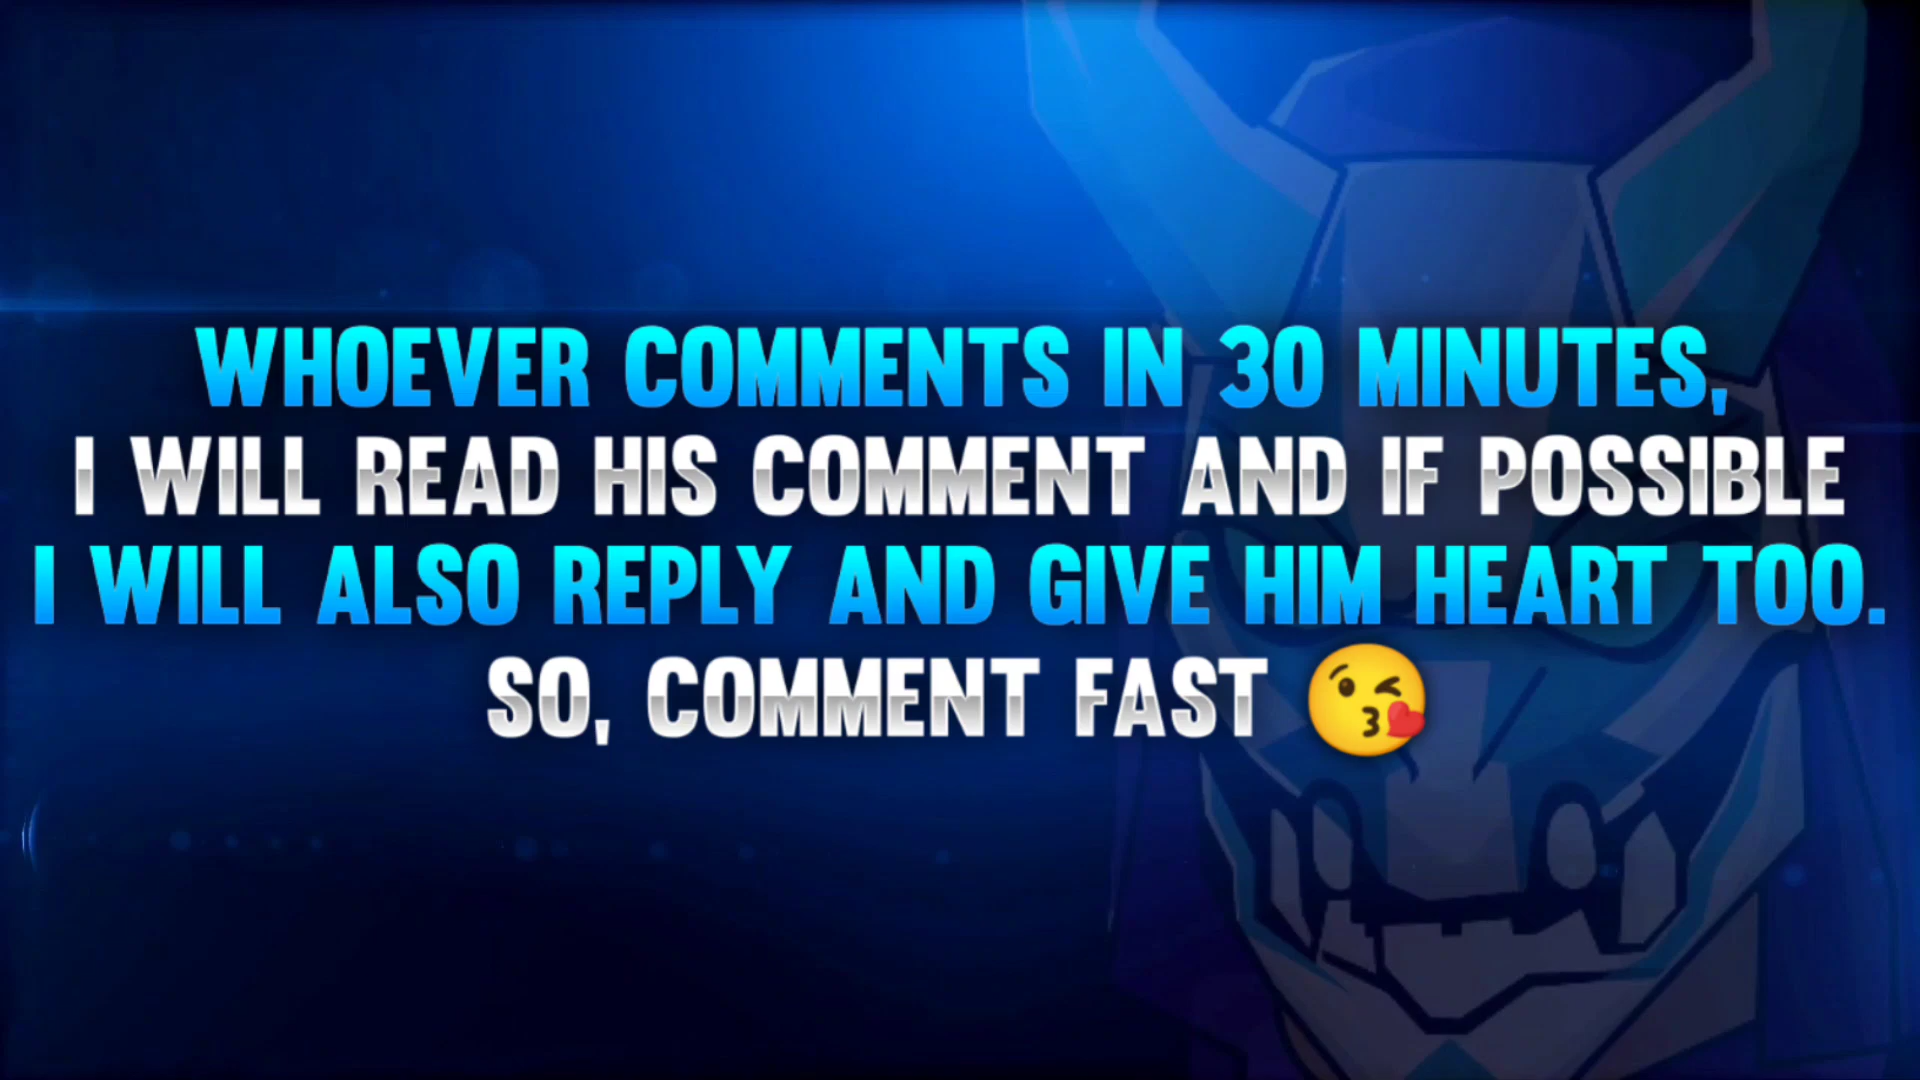 WHOEVER COMMENTS IN 30 MINUTES,
I WILL READ HIS COMMENT AND IF POSSIBLE
I WILL ALSO REPLY AND GIVE HIM HEART TOO.
SO, COMMENT FAST 😘